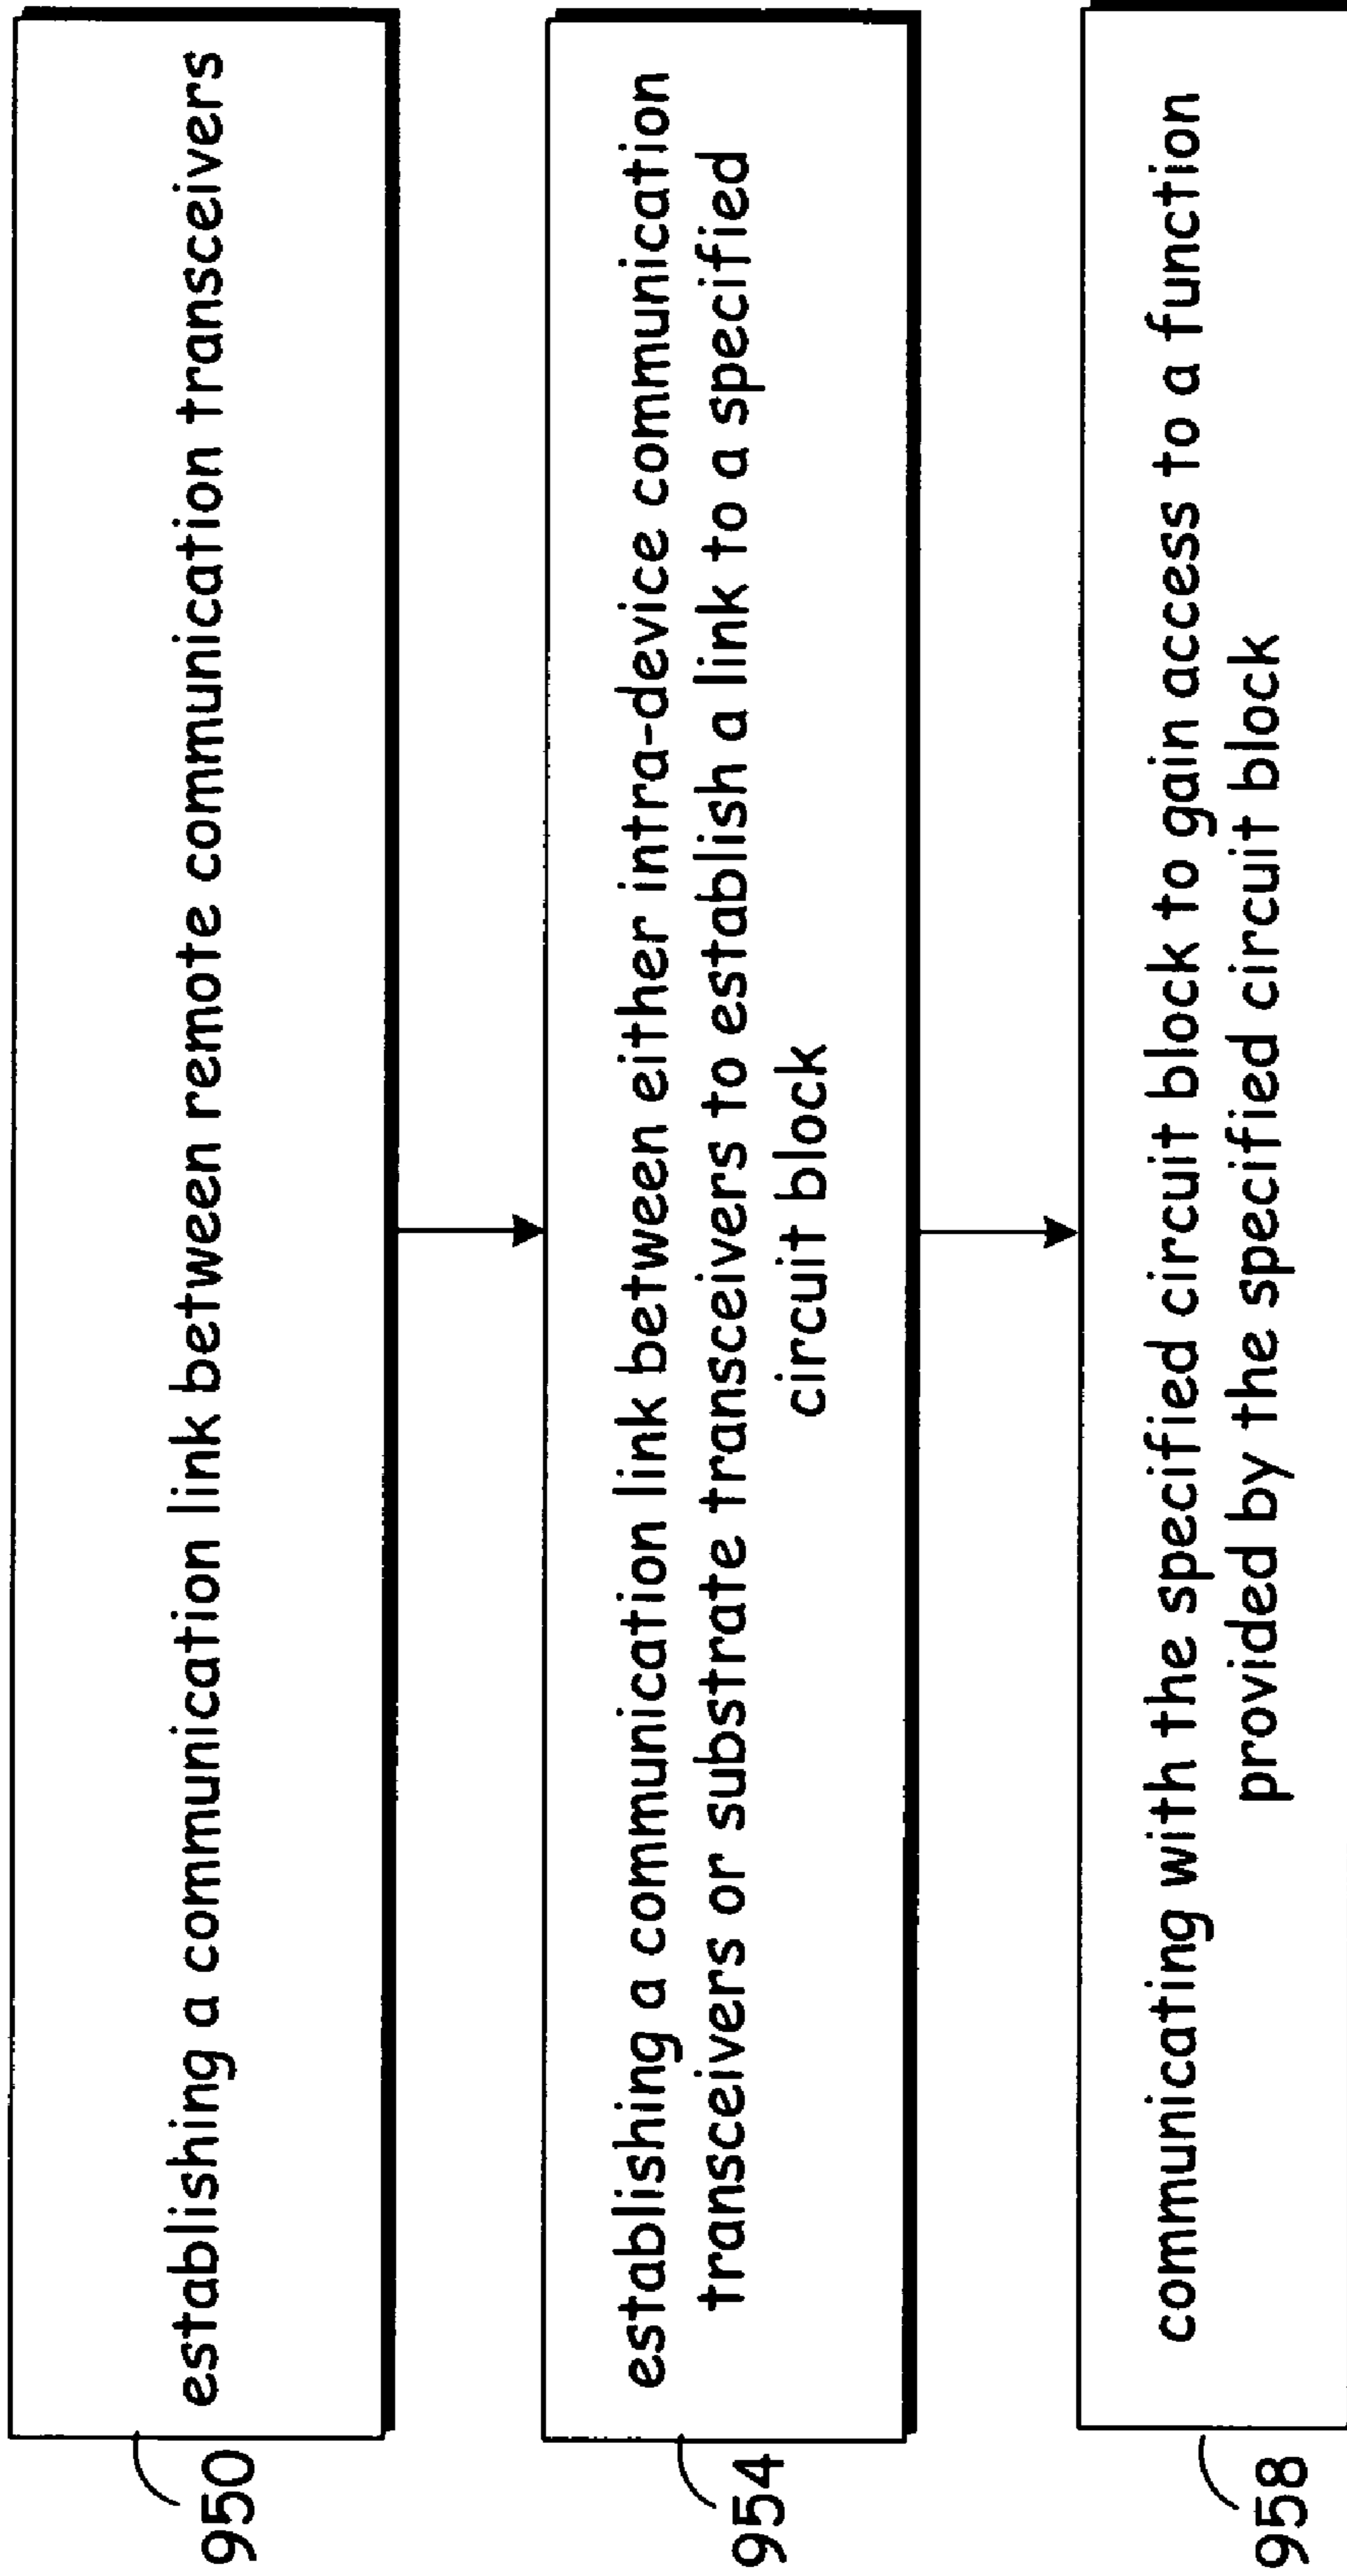 establishing a communication link between remote communication transceivers
950
establishing a communication link between either intra-device communication
transceivers or substrate transceivers to establish a link to a specified
circuit block
954
communicating with the specified circuit block to gain access to a function
provided by the specified circuit block
958